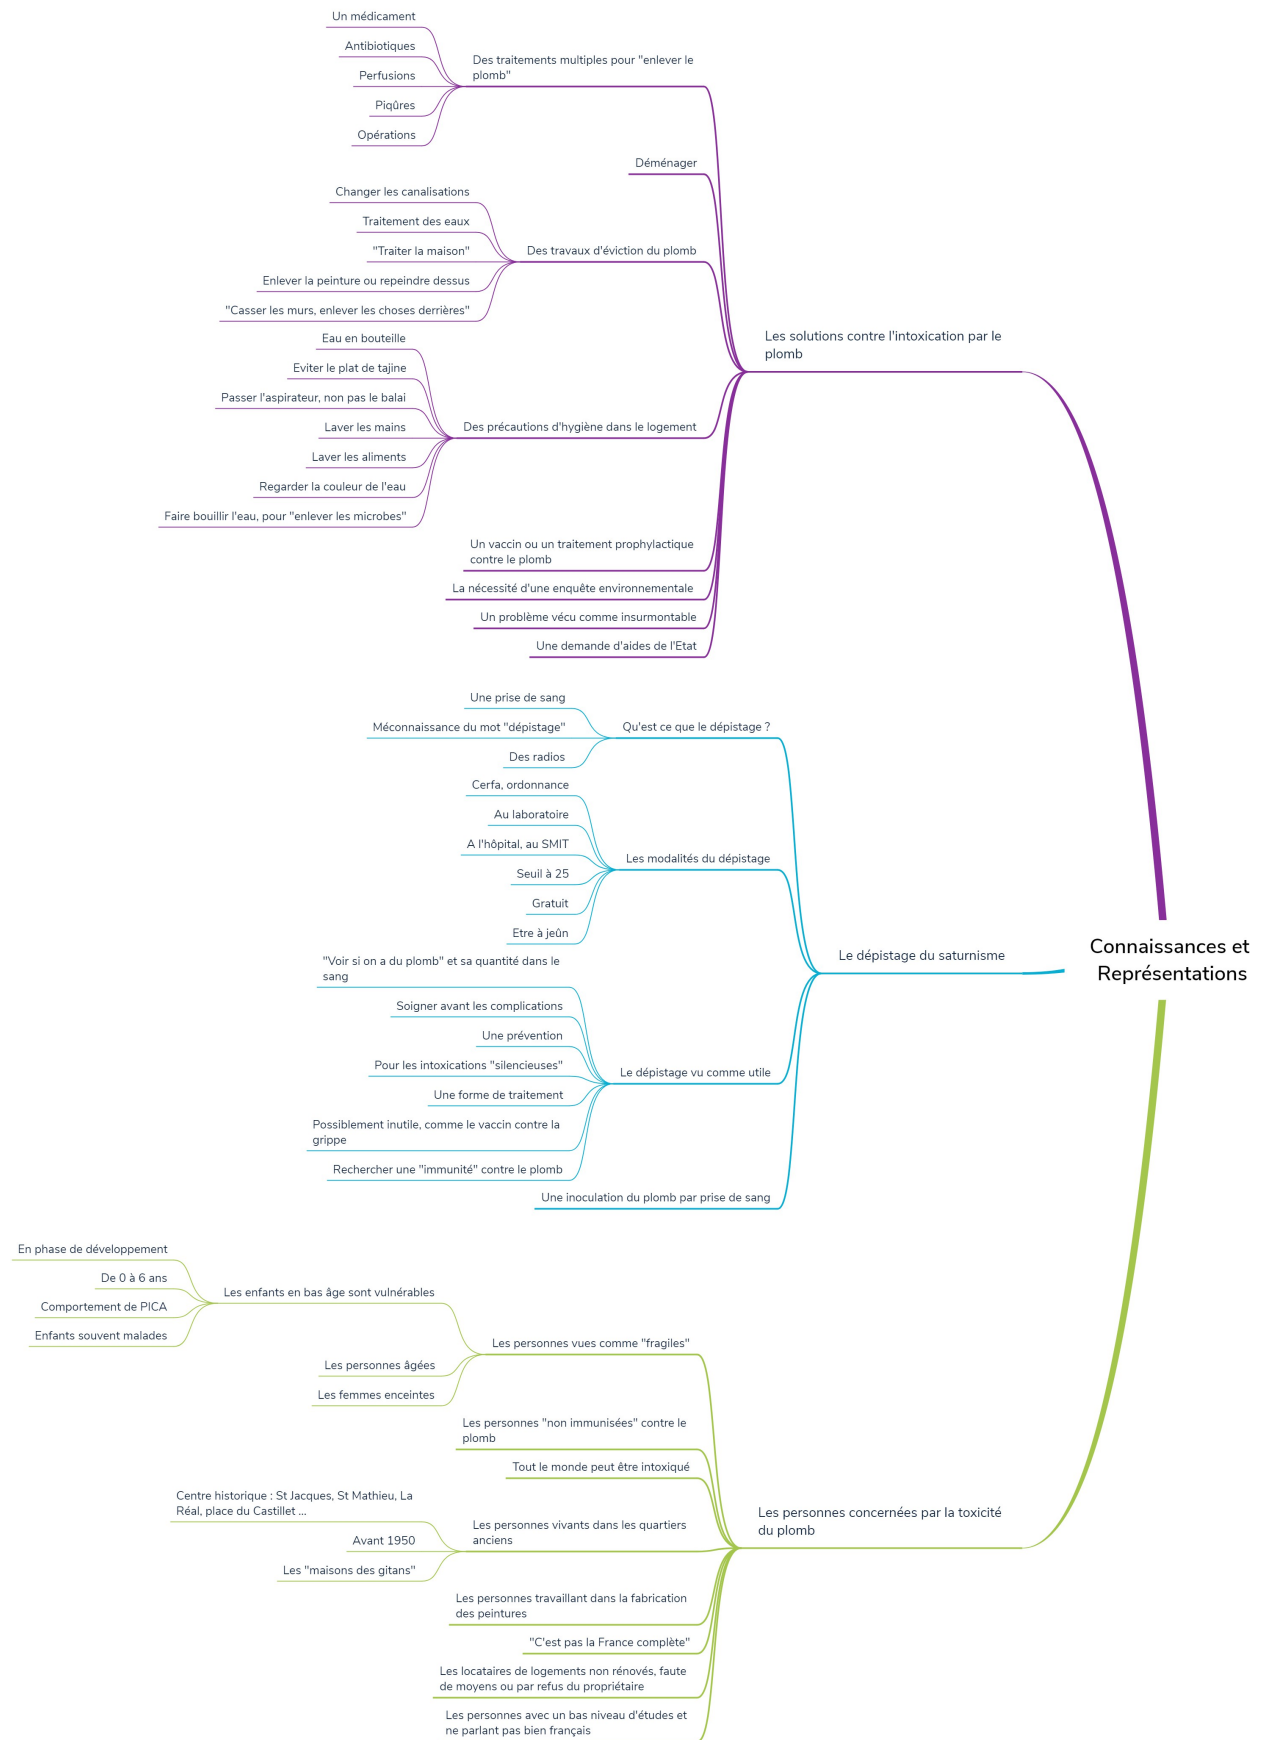 Un médicament
Antibiotiques
Perfusions
Piqûres
Opérations
Des traitements multiples pour "enlever le
plomb"
Déménager
Changer les canalisations
Traitement des eaux
"Traiter la maison"
Enlever la peinture ou repeindre dessus
"Casser les murs, enlever les choses derrières"
Des travaux d'éviction du plomb
Eau en bouteille
Eviter le plat de tajine
Passer l'aspirateur, non pas le balai
Laver les mains
Laver les aliments
Regarder la couleur de l'eau
Faire bouillir l'eau, pour "enlever les microbes"
Des précautions d'hygiène dans le logement
Un vaccin ou un traitement prophylactique
contre le plomb
La nécessité d'une enquête environnementale
Un problème vécu comme insurmontable
Une demande d'aides de l'Etat
Les solutions contre l'intoxication par le
plomb
Une prise de sang
Méconnaissance du mot "dépistage"
Des radios
Qu'est ce que le dépistage ?
Cerfa, ordonnance
Au laboratoire
A l'hôpital, au SMIT
Seuil à 25
Gratuit
Etre à jeûn
Les modalités du dépistage
"Voir si on a du plomb" et sa quantité dans le
sang
Soigner avant les complications
Une prévention
Pour les intoxications "silencieuses"
Une forme de traitement
Possiblement inutile, comme le vaccin contre la
grippe
Rechercher une "immunité" contre le plomb
Le dépistage vu comme utile
Une inoculation du plomb par prise de sang
Le dépistage du saturnisme
Connaissances et
Représentations
En phase de développement
De 0 à 6 ans
Comportement de PICA
Enfants souvent malades
Les enfants en bas âge sont vulnérables
Les personnes âgées
Les femmes enceintes
Les personnes vues comme "fragiles"
Les personnes "non immunisées" contre le
plomb
Tout le monde peut être intoxiqué
Centre historique : St Jacques, St Mathieu, La
Réal, place du Castillet ...
Avant 1950
Les "maisons des gitans"
Les personnes vivants dans les quartiers
anciens
Les personnes travaillant dans la fabrication
des peintures
"C'est pas la France complète"
Les locataires de logements non rénovés, faute
de moyens ou par refus du propriétaire
Les personnes avec un bas niveau d'études et
ne parlant pas bien français
Les personnes concernées par la toxicité
du plomb